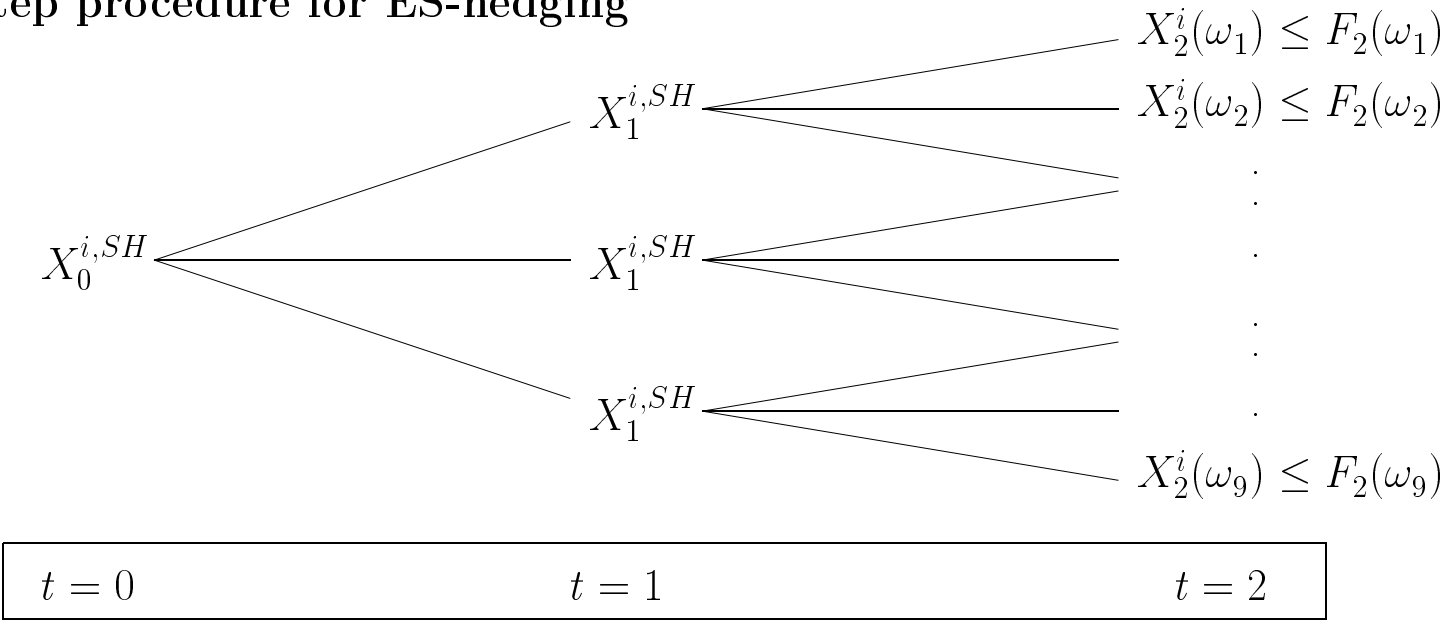 procedure for ES-hedging
X_2^i(ω_1) ≤ F_2(ω_1)
X_1^{i,SH}
X_2^i(ω_2) ≤ F_2(ω_2)
.
.
X_0^{i,SH}
X_1^{i,SH}
.
.
.
X_1^{i,SH}
.
X_2^i(ω_9) ≤ F_2(ω_9)
t = 0
t = 1
t = 2